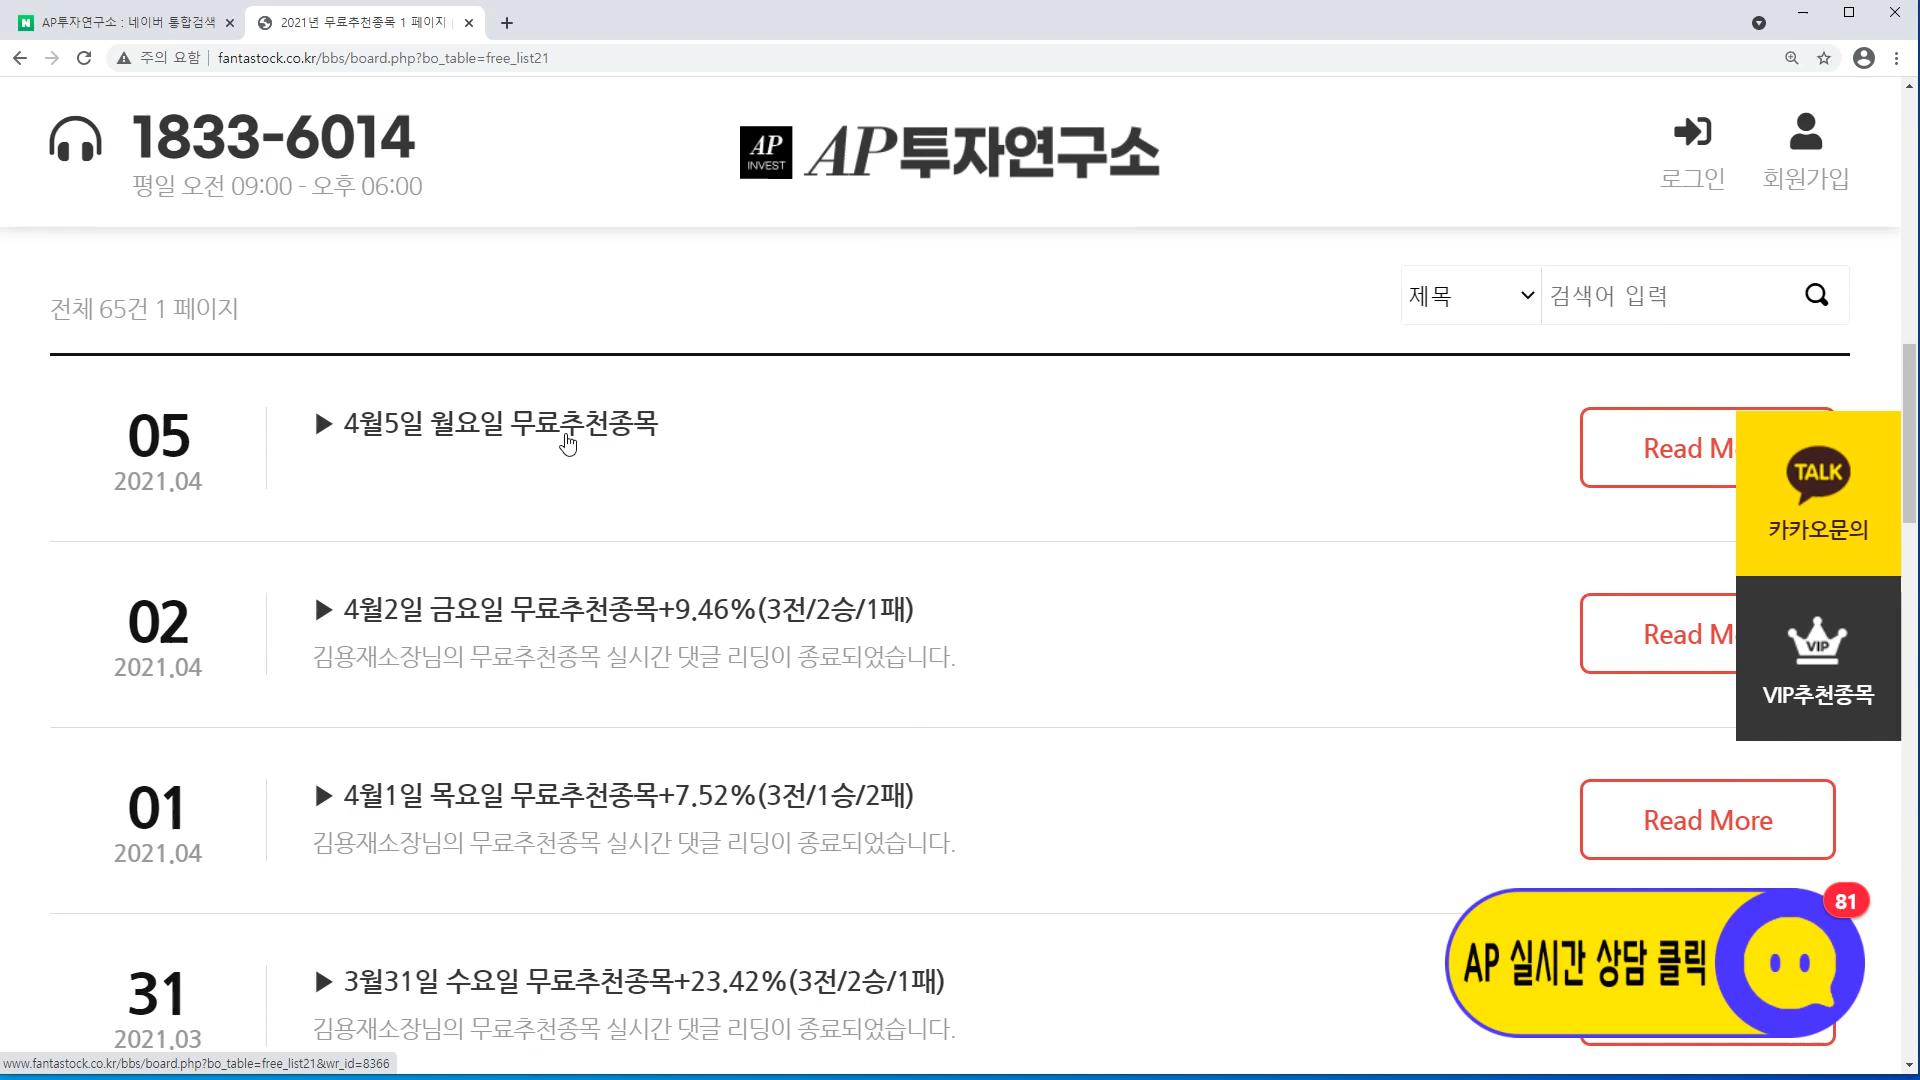 AP투자연구소 : 네이버 통합검색
2021년 무료추천종목 1 페이지
주의 요함
fantastock.co.kr/bbs/board.php?bo_table=free_list21
1833-6014
평일 오전 09:00 - 오후 06:00
AP INVEST
AP투자연구소
로그인
회원가입
전체 65건 1 페이지
제목
검색어 입력
05
2021.04
▶ 4월5일 월요일 무료추천종목
Read M
TALK
카카오문의
02
2021.04
▶ 4월2일 금요일 무료추천종목+9.46%(3전/2승/1패)
김용재소장님의 무료추천종목 실시간 댓글 리딩이 종료되었습니다.
Read M
VIP
VIP추천종목
01
2021.04
▶ 4월1일 목요일 무료추천종목+7.52%(3전/1승/2패)
김용재소장님의 무료추천종목 실시간 댓글 리딩이 종료되었습니다.
Read More
81
AP 실시간 상담 클릭
31
2021.03
▶ 3월31일 수요일 무료추천종목+23.42%(3전/2승/1패)
김용재소장님의 무료추천종목 실시간 댓글 리딩이 종료되었습니다.
www.fantastock.co.kr/bbs/board.php?bo_table=free_list21&wr_id=8366